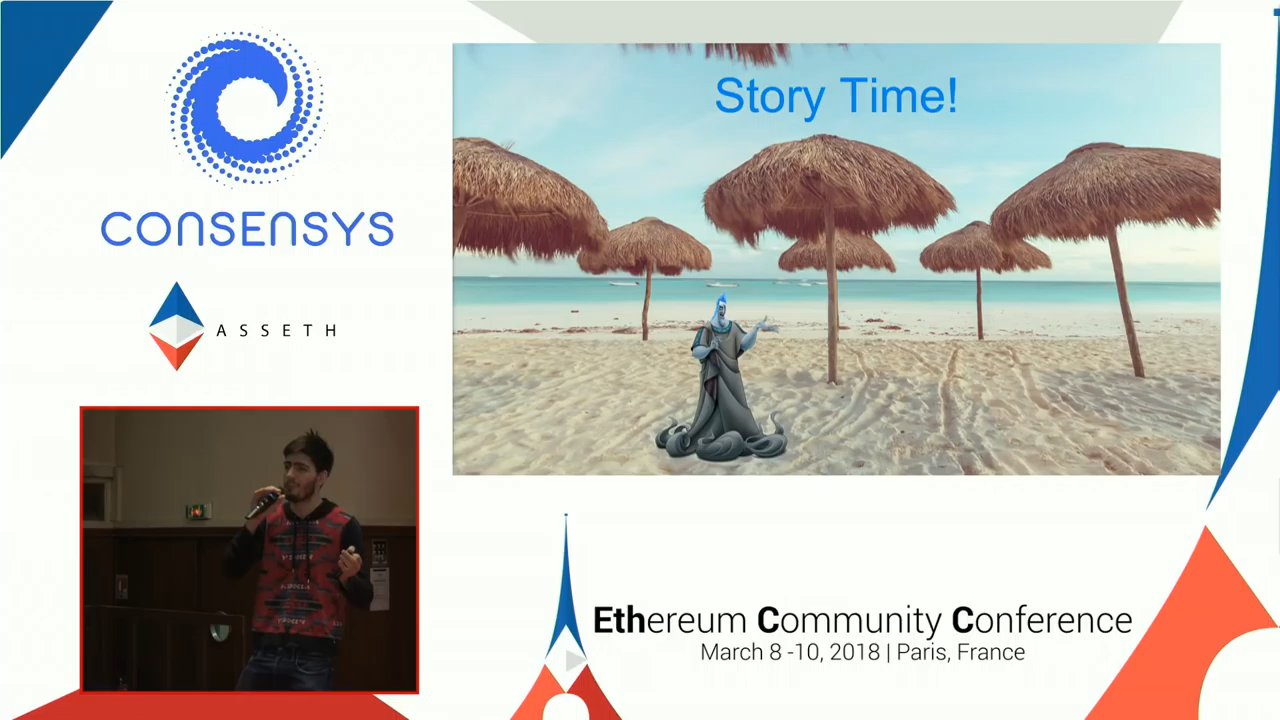 CONSENSYS
ASSETH
Story Time!
Ethereum Community Conference
March 8 -10, 2018 | Paris, France